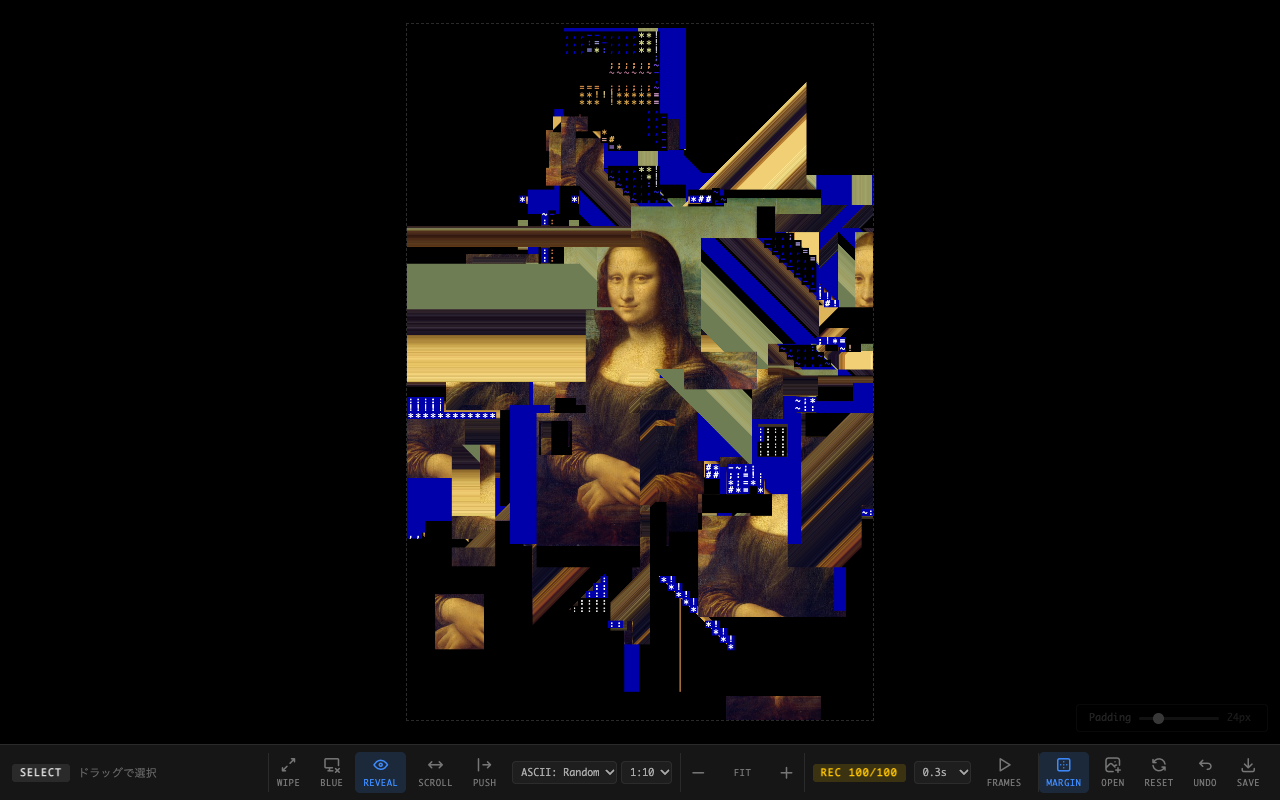 Padding 24px
SELECT ドラッグで選択 WIPE BLUE REVEAL SCROLL PUSH ASCII: Random 1:10 FIT REC 100/100 0.3s FRAMES MARGIN OPEN RESET UNDO SAVE